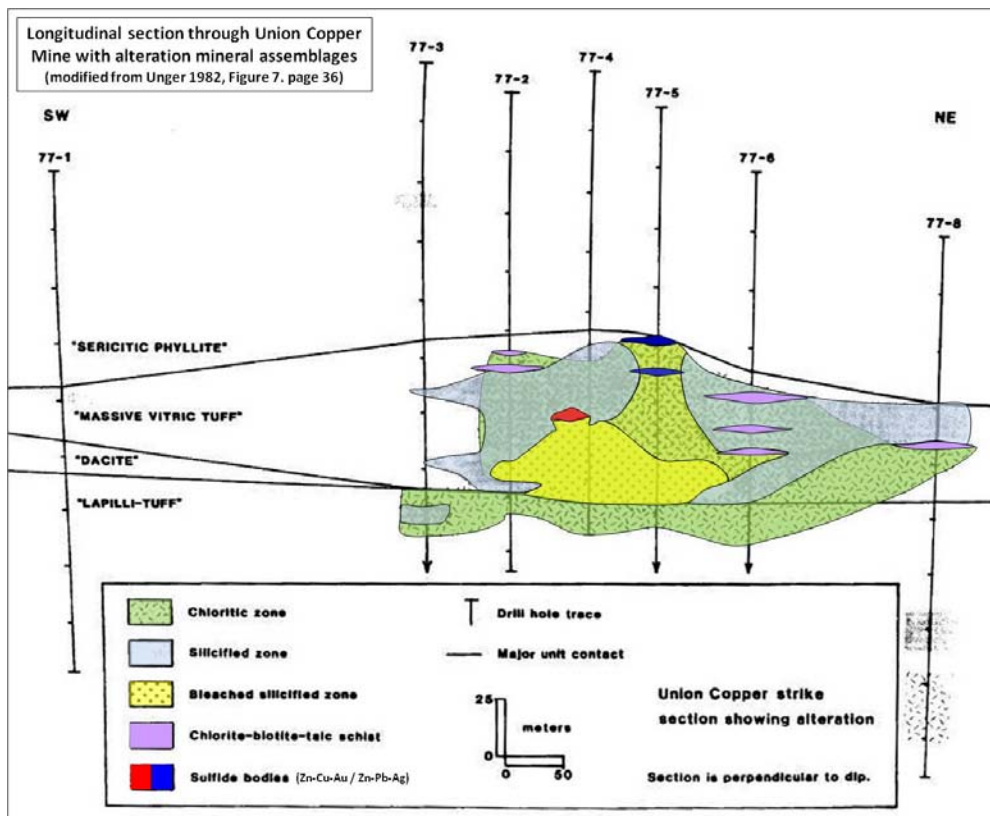 Longitudinal section through Union Copper
Mine with alteration mineral assemblages
(modified from Unger 1982, Figure 7. page 36)
77-3
77-4
77-2
77-5
SW
NE
77-1
77-6
77-8
"SERICITIC PHYLLITE"
"MASSIVE VITRIC TUFF"
"DACITE"
"LAPILLI-TUFF"
Chloritic zone
Silicified zone
Bleached silicified zone
Chlorite-biotite-talc schist
Sulfide bodies (Zn-Cu-Au / Zn-Pb-Ag)
Drill hole trace
Major unit contact
25
meters
0
0 50
Union Copper strike
section showing alteration
Section is perpendicular to dip.